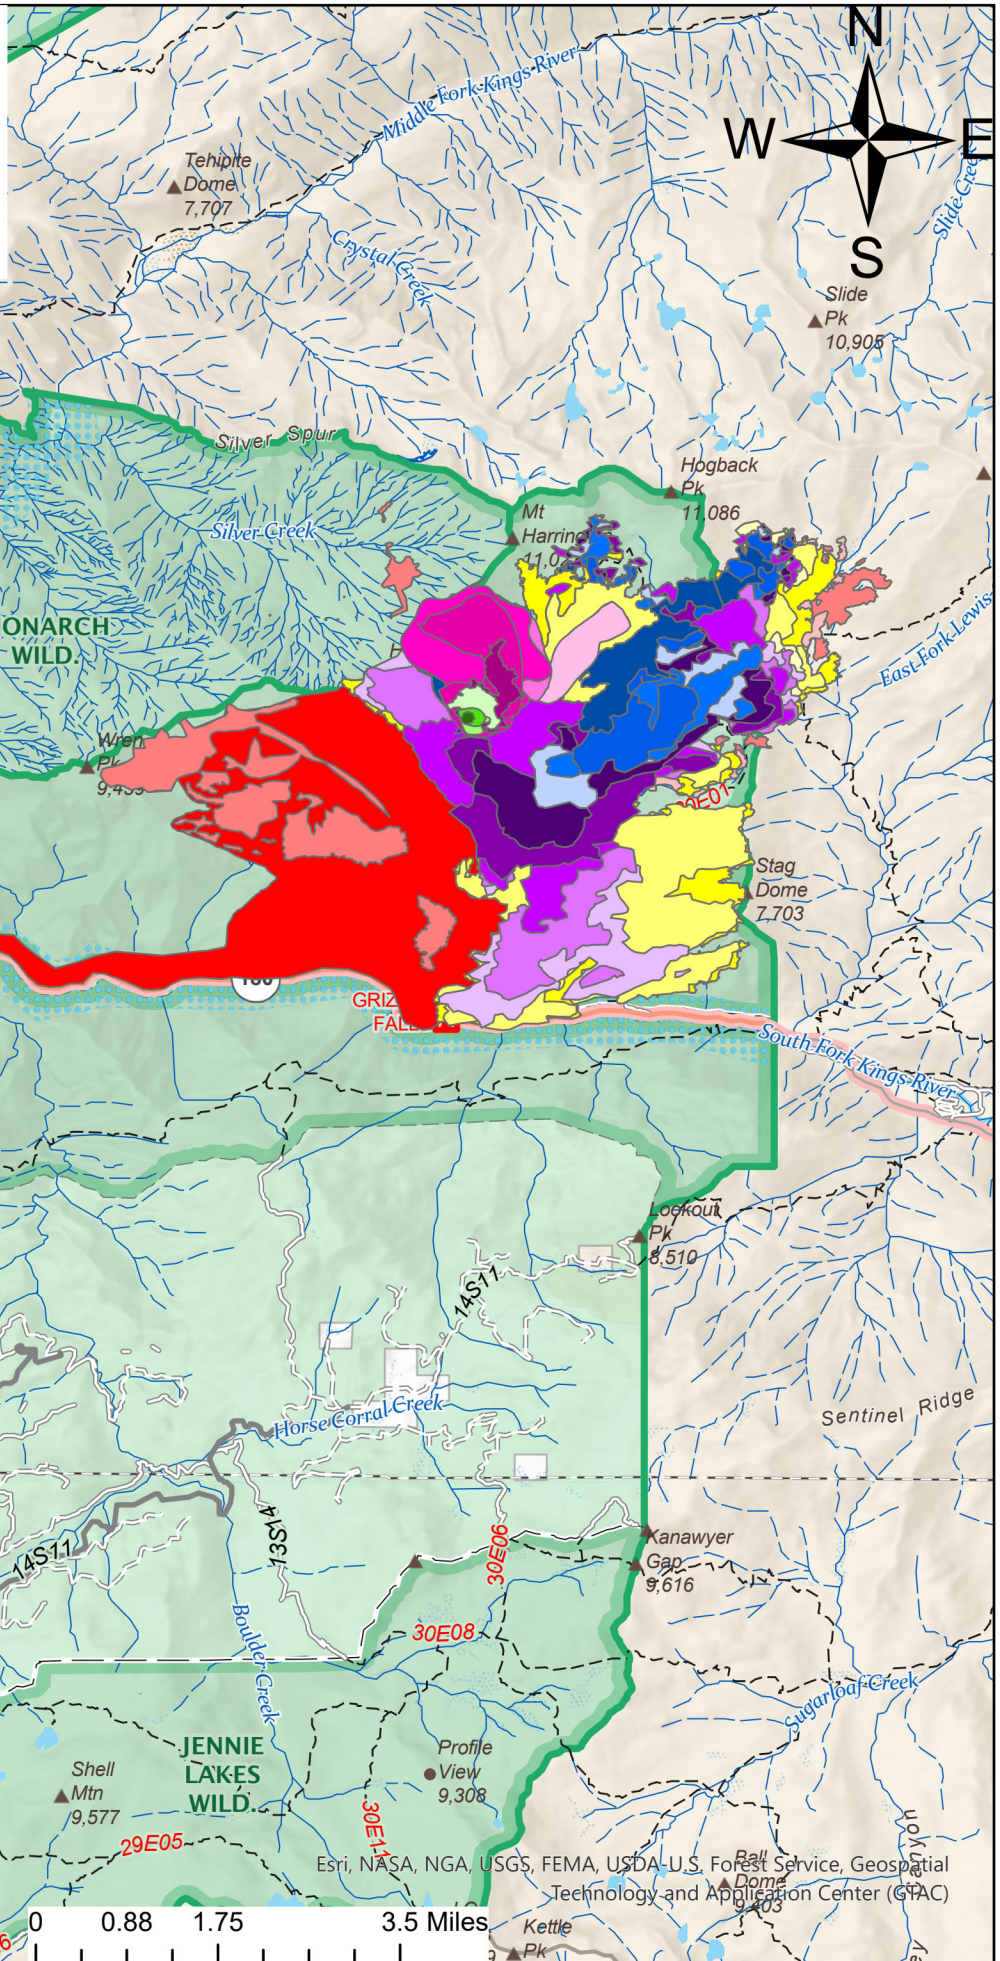 N
W
E
S
Middle Fork Kings River
Tehipite
Dome
7,707
Crystal Creek
Slide Creek
Slide
Pk
10,905
Silver Spur
Hogback
Pk
11,086
Mt
Silver Creek
ONARCH
WILD.
East Fork Lewis
Wren
Pk
Stag
Dome
7,703
South Fork Kings River
Lookout
Pk
8,510
14S11
Horse Corral Creek
Sentinel Ridge
14S11
13S14
30E06
Kanawyer
Gap
9,616
30E08
Boulder Creek
Sugarloaf Creek
JENNIE
LAKES
WILD.
Profile
View
9,308
Shell
Mtn
9,577
29E05
30E11
Ball
Dome
9,403
Esri, NASA, NGA, USGS, FEMA, USDA, U.S. Forest Service, Geospatial
Technology and Application Center (GTAC)
0 0.88 1.75 3.5 Miles
Kettle
Pk